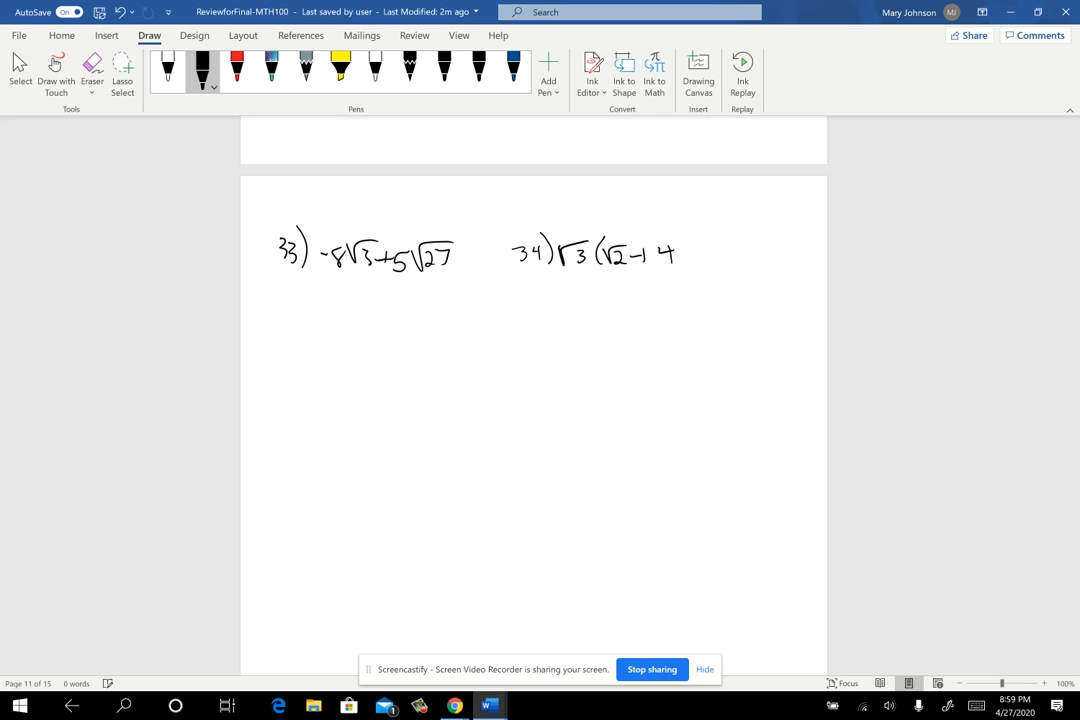 ReviewforFinal-MTH100 - Last saved by user - Last Modified: 2m ago
Search
Mary Johnson MJ
AutoSave On
File Home Insert Draw Design Layout References Mailings Review View Help
Share Comments
Select Draw with Touch Eraser Lasso Select Add Pen Ink Editor Ink to Shape Ink to Math Drawing Canvas Ink Replay
Tools Pens Convert Insert Replay
33) -8√3+5√27 34) √3(√2-14
Screencastify - Screen Video Recorder is sharing your screen. Stop sharing Hide
Page 11 of 15 0 words Focus 100%
8:59 PM
4/27/2020